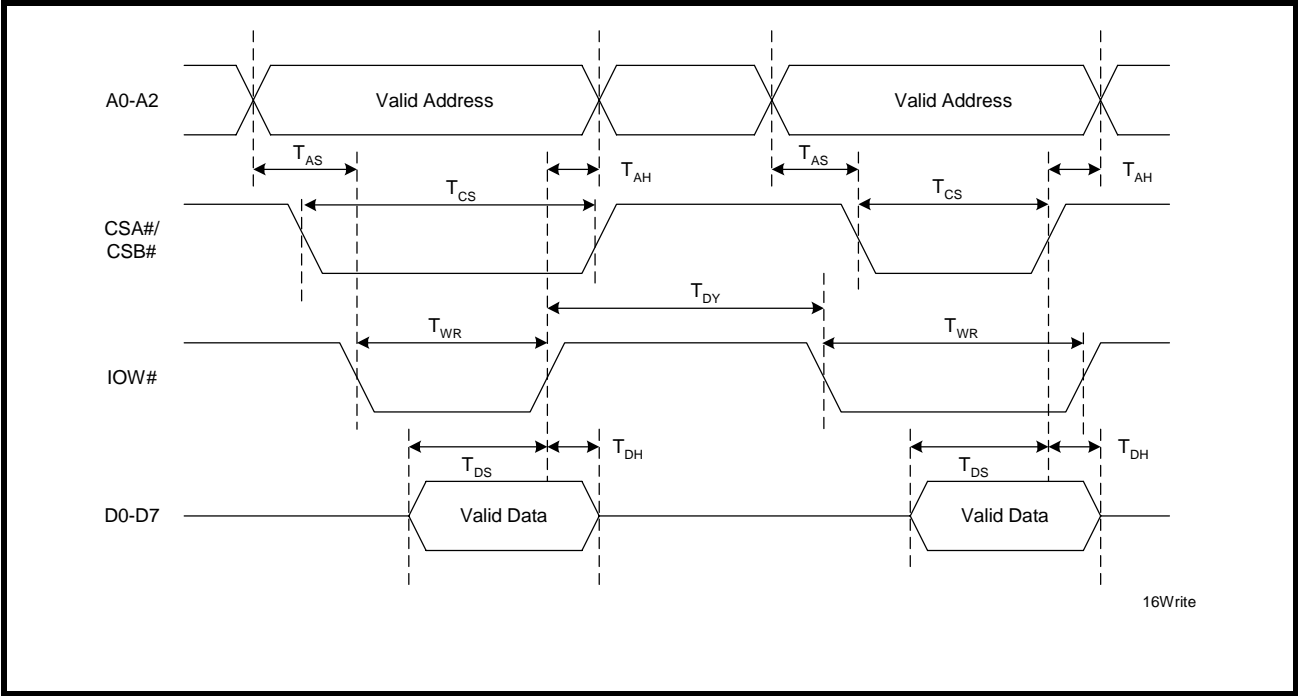 A0-A2
Valid Address
Valid Address
TAS
TAH
TAS
TAH
TCS
TCS
CSA#/
CSB#
TDY
TWR
TWR
IOW#
TDH
TDH
TDS
TDS
D0-D7
Valid Data
Valid Data
16Write